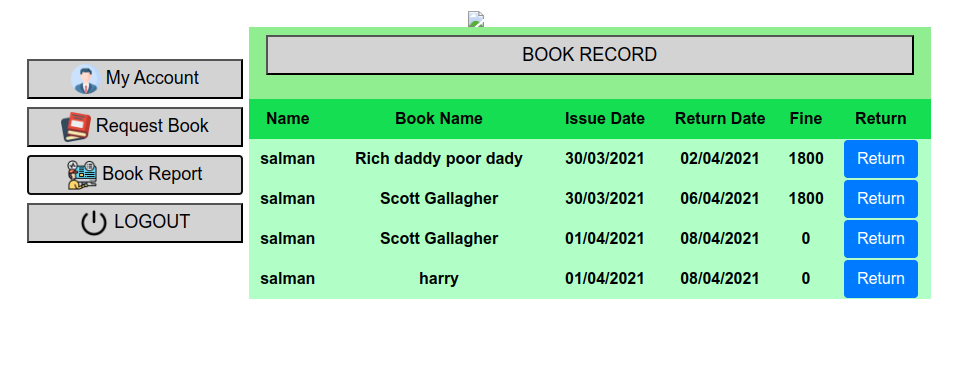 My Account
Request Book
Book Report
LOGOUT
BOOK RECORD
Name Book Name Issue Date Return Date Fine Return
salman Rich daddy poor dady 30/03/2021 02/04/2021 1800 Return
salman Scott Gallagher 30/03/2021 06/04/2021 1800 Return
salman Scott Gallagher 01/04/2021 08/04/2021 0 Return
salman harry 01/04/2021 08/04/2021 0 Return